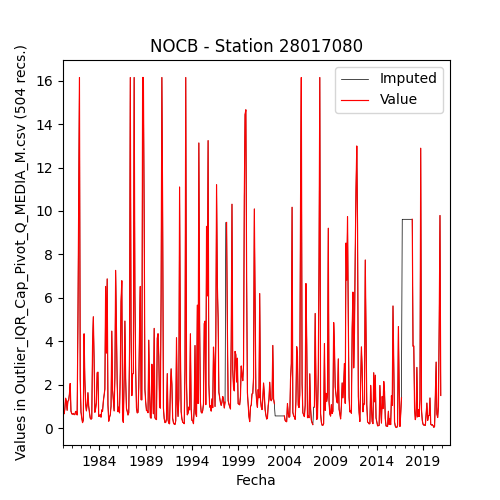 NOCB - Station 28017080
Values in Outlier_IQR_Cap_Pivot_Q_MEDIA_M.csv (504 recs.)
16
14
12
10
8
6
4
2
0
Imputed
Value
1984 1989 1994 1999 2004 2009 2014 2019
Fecha